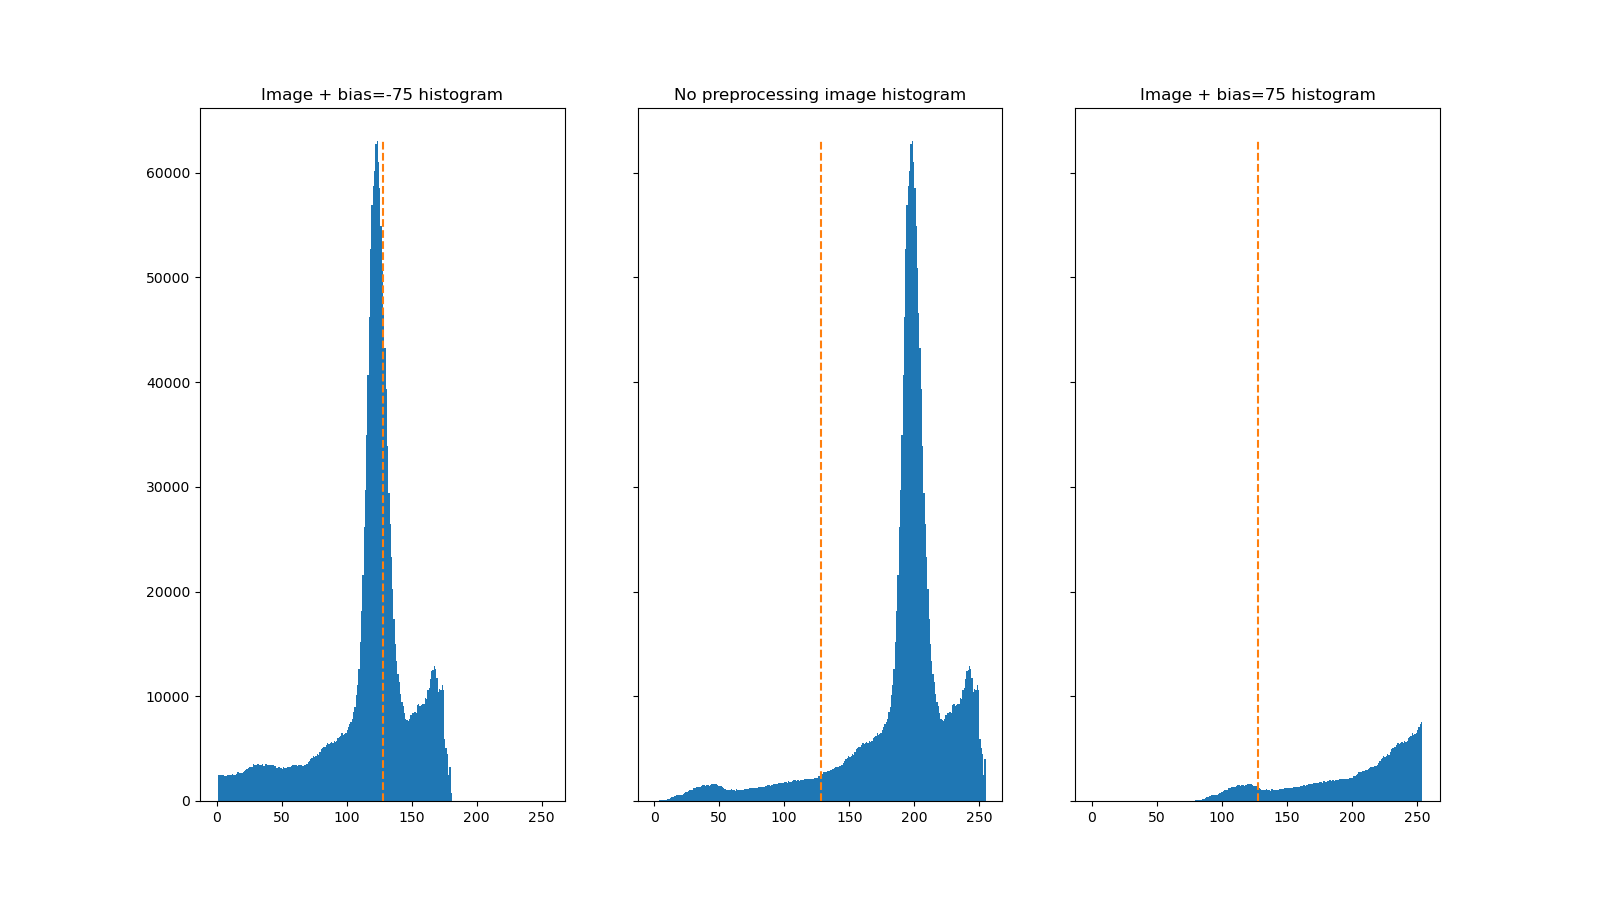 Image + bias=-75 histogram
No preprocessing image histogram
Image + bias=75 histogram
60000
50000
40000
30000
20000
10000
0
0 50 100 150 200 250
0 50 100 150 200 250
0 50 100 150 200 250